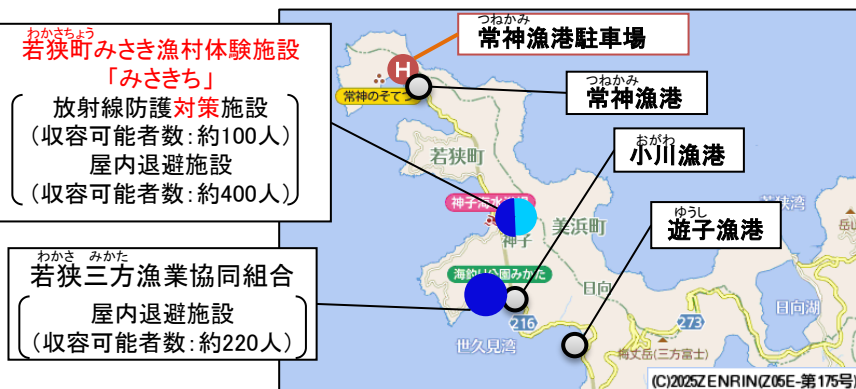 わかさちょう
若狭町みさき漁村体験施設
「みさきち」
放射線防護対策施設
(収容可能者数:約100人)
屋内退避施設
(収容可能者数:約400人)
わかさ みかた
若狭三方漁業協同組合
屋内退避施設
(収容可能者数:約220人)
つねかみ
常神漁港駐車場
つねかみ
常神漁港
おがわ
小川漁港
ゆうし
遊子漁港
H
常神のそてつ
若狭町
神子
美浜町
海釣り公園みかた
日向
日向湖
216
273
世久見湾
梅丈岳(三方富士)
(C)2025ZENRIN(Z05E-第175号)